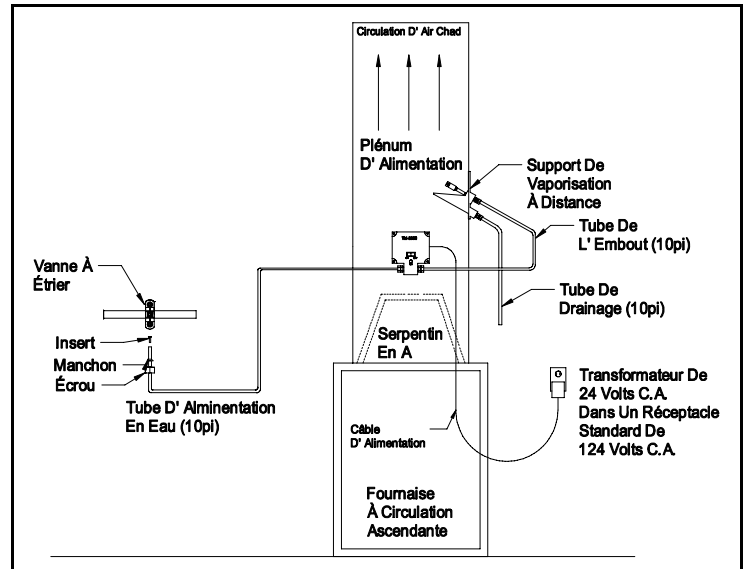 Circulation D' Air Chad
Plénum
D' Alimentation
Support De
Vaporisation
À Distance
Tube De
L' Embout (10pi)
Vanne À
Étrier
Tube De
Drainage (10pi)
Insert
Manchon
Écrou
Serpentin
En A
Tube D' Alminentation
En Eau (10pi)
Transformateur De
24 Volts C.A.
Dans Un Réceptacle
Standard De
124 Volts C.A.
Câble
D' Alimentation
Fournaise
À Circulation
Ascendante